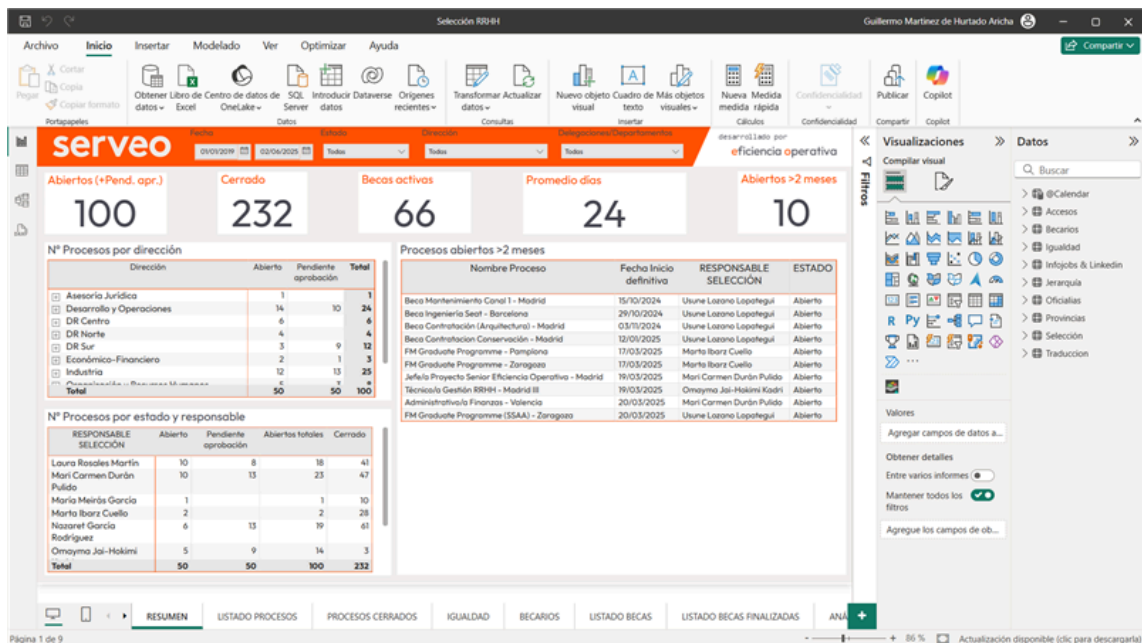 Selección RRHH
Guillermo Martínez de Hurtado Aricha
Archivo Inicio Insertar Modelado Ver Optimizar Ayuda
Compartir
Pegar
Cortar
Copia
Copiar formato
Portapapeles
Obtener datos
Libro de Excel
Centro de datos de OneLake
SQL Server
Introducir datos
Dataverse
Orígenes recientes
Datos
Transformar datos
Actualizar
Consultas
Nuevo objeto visual
Cuadro de texto
Más objetos visuales
Insertar
Nueva medida
Medida rápida
Cálculos
Confidencialidad
Confidencialidad
Publicar
Compartir
Copilot
Copilot
serveo
Fecha
01/01/2019 02/06/2025
Estado
Todas
Dirección
Todas
Delegaciones/Departamentos
Todas
desarrollado por
eficiencia operativa
Abiertos (+Pend. apr.)
100
Cerrado
232
Becas activas
66
Promedio días
24
Abiertos >2 meses
10
Nº Procesos por dirección
Dirección Abierto Pendiente aprobación Total
Asesoría Jurídica 1 1
Desarrollo y Operaciones 14 10 24
DR Centro 6 6
DR Norte 4 4
DR Sur 3 9 12
Económico-Financiero 2 1 3
Industria 12 13 25
Total 50 50 100
Nº Procesos por estado y responsable
RESPONSABLE SELECCIÓN Abierto Pendiente aprobación Abiertos totales Cerrado
Laura Rosales Martín 10 8 18 41
Mari Carmen Durán Pulido 10 13 23 47
María Meirás García 1 1 10
Marta Ibarz Cuello 2 2 28
Nazaret García Rodríguez 6 13 19 61
Omayma Jai-Hokimi 5 9 14 3
Total 50 50 100 232
Procesos abiertos >2 meses
Nombre Proceso Fecha Inicio definitiva RESPONSABLE SELECCIÓN ESTADO
Beca Mantenimiento Canal 1 - Madrid 15/10/2024 Usune Lozano Lopategui Abierto
Beca Ingeniería Seat - Barcelona 29/10/2024 Usune Lozano Lopategui Abierto
Beca Contratación (Arquitectura) - Madrid 03/11/2024 Usune Lozano Lopategui Abierto
Beca Contratacion Conservación - Madrid 12/01/2025 Usune Lozano Lopategui Abierto
FM Graduate Programme - Pamplona 17/03/2025 Marta Ibarz Cuello Abierto
FM Graduate Programme - Zaragoza 17/03/2025 Marta Ibarz Cuello Abierto
Jefe/a Proyecto Senior Eficiencia Operativa - Madrid 19/03/2025 Mari Carmen Durán Pulido Abierto
Técnico/a Gestión RRHH - Madrid III 19/03/2025 Omayma Jai-Hokimi Kadri Abierto
Administrativo/a Finanzas - Valencia 20/03/2025 Mari Carmen Durán Pulido Abierto
FM Graduate Programme (SSAA) - Zaragoza 20/03/2025 Usune Lozano Lopategui Abierto
Filtros
Visualizaciones
Compilar visual
Valores
Agregar campos de datos a...
Obtener detalles
Entre varios informes
Mantener todos los filtros
Agregue los campos de ob...
Datos
Buscar
@Calendar
Accesos
Becarios
Igualdad
Infojobs & Linkedin
Jerarquía
Oficialias
Provincias
Selección
Traduccion
RESUMEN LISTADO PROCESOS PROCESOS CERRADOS IGUALDAD BECARIOS LISTADO BECAS LISTADO BECAS FINALIZADAS ANÁ
Página 1 de 9
86 %
Actualización disponible (clic para descargarla)